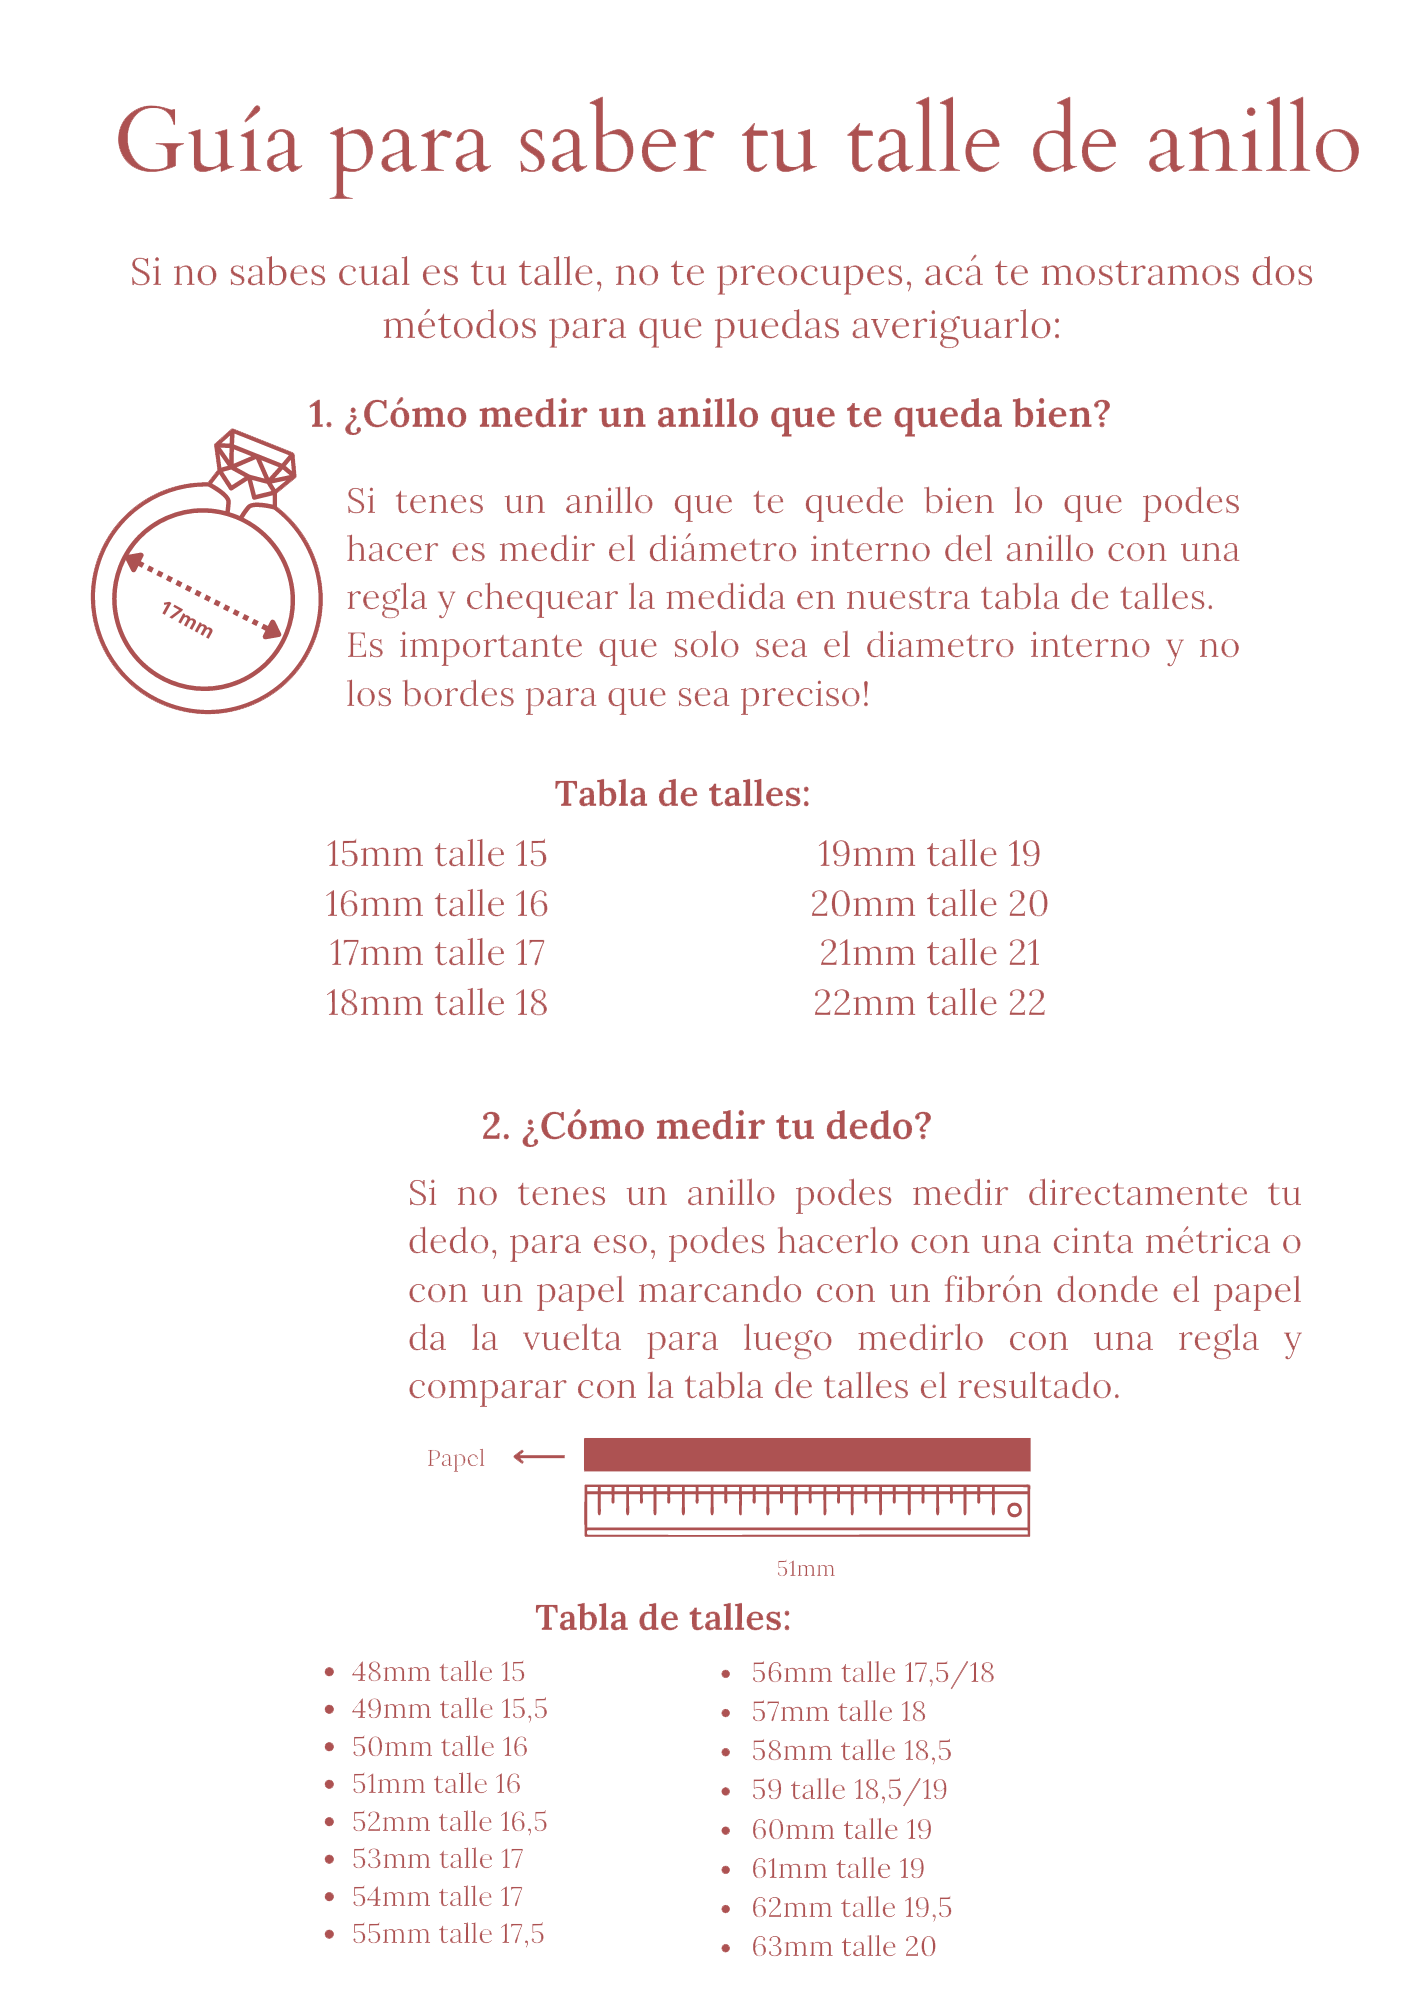 Guía para saber tu talle de anillo
Si no sabes cual es tu talle, no te preocupes, acá te mostramos dos
métodos para que puedas averiguarlo:
1. ¿Cómo medir un anillo que te queda bien?
17mm
Si tenes un anillo que te quede bien lo que podes
hacer es medir el diámetro interno del anillo con una
regla y chequear la medida en nuestra tabla de talles.
Es importante que solo sea el diametro interno y no
los bordes para que sea preciso!
Tabla de talles:
15mm talle 15
16mm talle 16
17mm talle 17
18mm talle 18
19mm talle 19
20mm talle 20
21mm talle 21
22mm talle 22
2. ¿Cómo medir tu dedo?
Si no tenes un anillo podes medir directamente tu
dedo, para eso, podes hacerlo con una cinta métrica o
con un papel marcando con un fibrón donde el papel
da la vuelta para luego medirlo con una regla y
comparar con la tabla de talles el resultado.
Papel
51mm
Tabla de talles:
• 48mm talle 15
• 49mm talle 15,5
• 50mm talle 16
• 51mm talle 16
• 52mm talle 16,5
• 53mm talle 17
• 54mm talle 17
• 55mm talle 17,5
• 56mm talle 17,5/18
• 57mm talle 18
• 58mm talle 18,5
• 59 talle 18,5/19
• 60mm talle 19
• 61mm talle 19
• 62mm talle 19,5
• 63mm talle 20